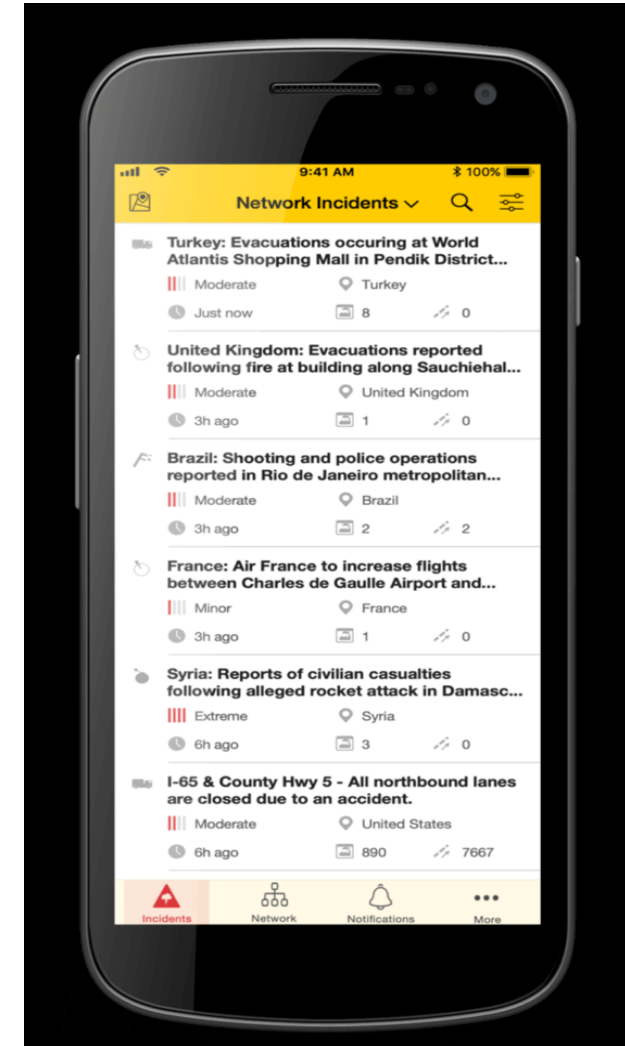 9:41 AM
100%
Network Incidents
Turkey: Evacuations occuring at World
Atlantis Shopping Mall in Pendik District...
Moderate
Turkey
Just now
8
0
United Kingdom: Evacuations reported
following fire at building along Sauchiehal...
Moderate
United Kingdom
3h ago
1
0
Brazil: Shooting and police operations
reported in Rio de Janeiro metropolitan...
Moderate
Brazil
3h ago
2
2
France: Air France to increase flights
between Charles de Gaulle Airport and...
Minor
France
3h ago
1
0
Syria: Reports of civilian casualties
following alleged rocket attack in Damasc...
Extreme
Syria
6h ago
3
0
I-65 & County Hwy 5 - All northbound lanes
are closed due to an accident.
Moderate
United States
6h ago
890
7667
Incidents
Network
Notifications
More